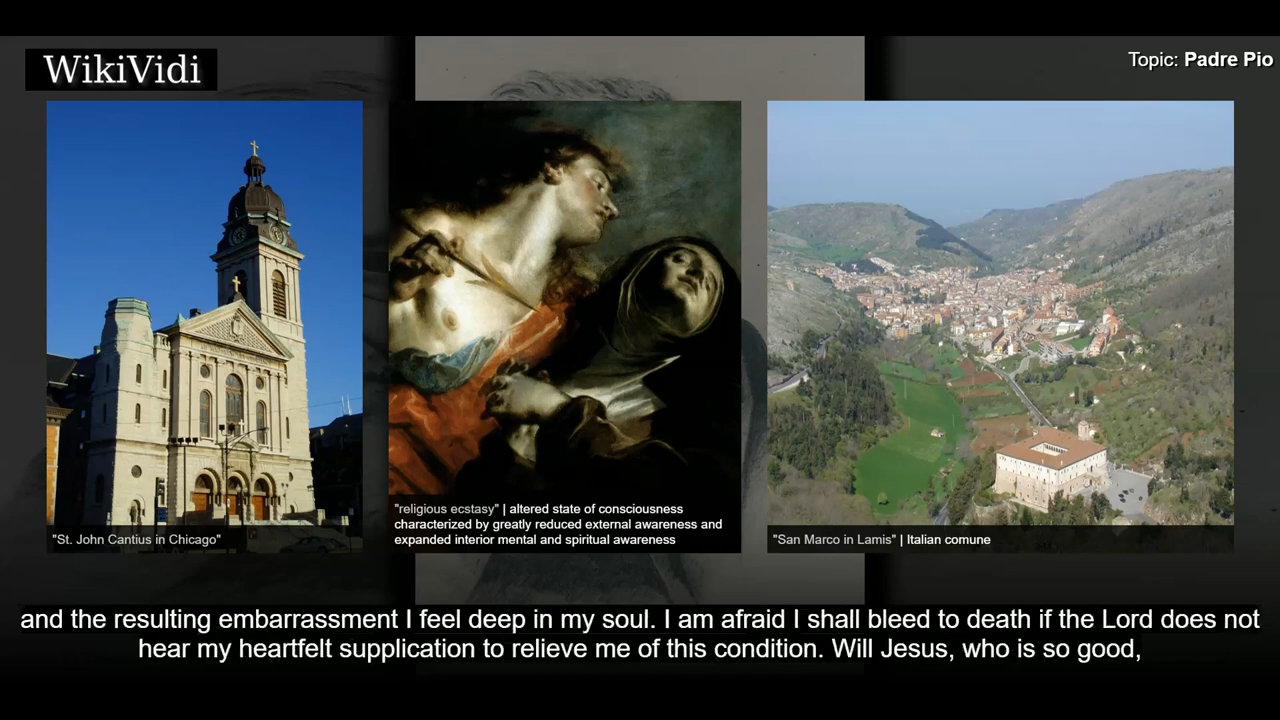 WikiVidi
Topic: Padre Pio
"St. John Cantius in Chicago"
"religious ecstasy" | altered state of consciousness
characterized by greatly reduced external awareness and
expanded interior mental and spiritual awareness
"San Marco in Lamis" | Italian comune
and the resulting embarrassment I feel deep in my soul. I am afraid I shall bleed to death if the Lord does not
hear my heartfelt supplication to relieve me of this condition. Will Jesus, who is so good,